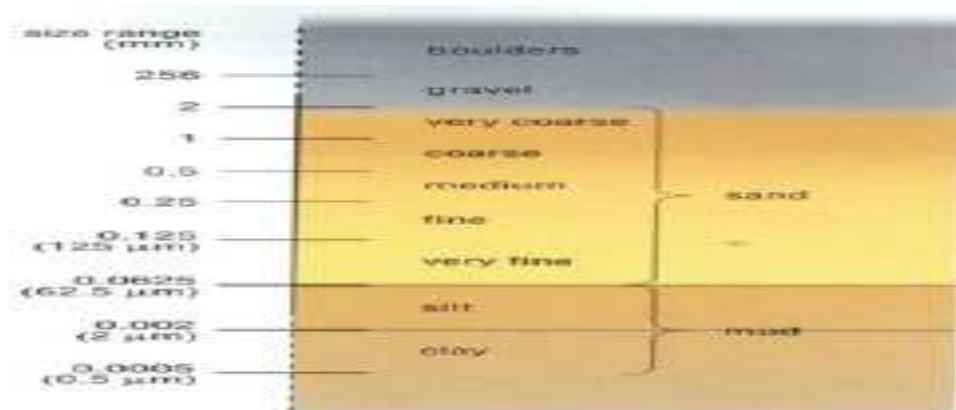 size range
(mm)
boulders
256
gravel
2
very coarse
1
coarse
0.5
medium
0.25
sand
fine
0.125
(125 µm)
very fine
0.0625
(62.5 µm)
silt
0.002
(2 µm)
mud
clay
0.0005
(0.5 µm)